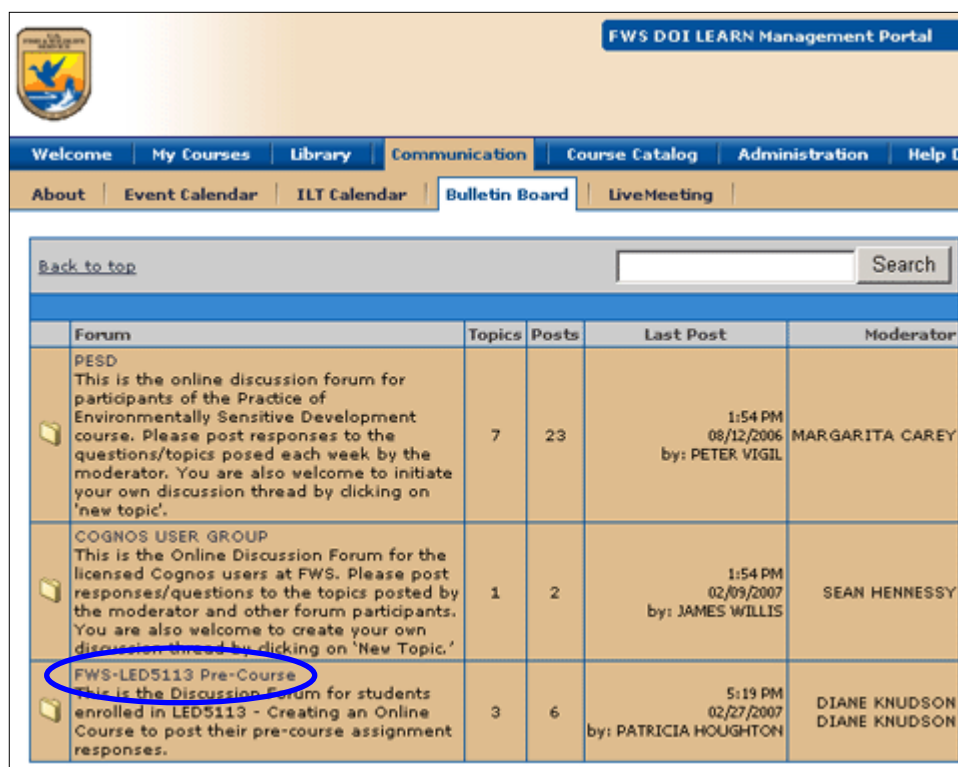 U.S.
FISH & WILDLIFE
SERVICE
FWS DOI LEARN Management Portal
Welcome
My Courses
Library
Communication
Course Catalog
Administration
Help
About
Event Calendar
ILT Calendar
Bulletin Board
LiveMeeting
Back to top
Search
Forum
Topics
Posts
Last Post
Moderator
PESD
This is the online discussion forum for
participants of the Practice of
Environmentally Sensitive Development
course. Please post responses to the
questions/topics posed each week by the
moderator. You are also welcome to initiate
your own discussion thread by clicking on
'new topic'.
7
23
1:54 PM
08/12/2006
by: PETER VIGIL
MARGARITA CAREY
COGNOS USER GROUP
This is the Online Discussion Forum for the
licensed Cognos users at FWS. Please post
responses/questions to the topics posted by
the moderator and other forum participants.
You are also welcome to create your own
discussion thread by clicking on 'New Topic.'
1
2
1:54 PM
02/09/2007
by: JAMES WILLIS
SEAN HENNESSY
FWS-LED5113 Pre-Course
This is the Discussion Forum for students
enrolled in LED5113 - Creating an Online
Course to post their pre-course assignment
responses.
3
6
5:19 PM
02/27/2007
by: PATRICIA HOUGHTON
DIANE KNUDSON
DIANE KNUDSON